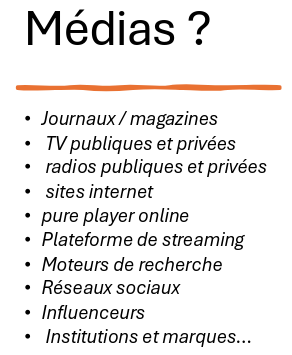 Médias ?
• Journaux / magazines
• TV publiques et privées
• radios publiques et privées
• sites internet
• pure player online
• Plateforme de streaming
• Moteurs de recherche
• Réseaux sociaux
• Influenceurs
• Institutions et marques...